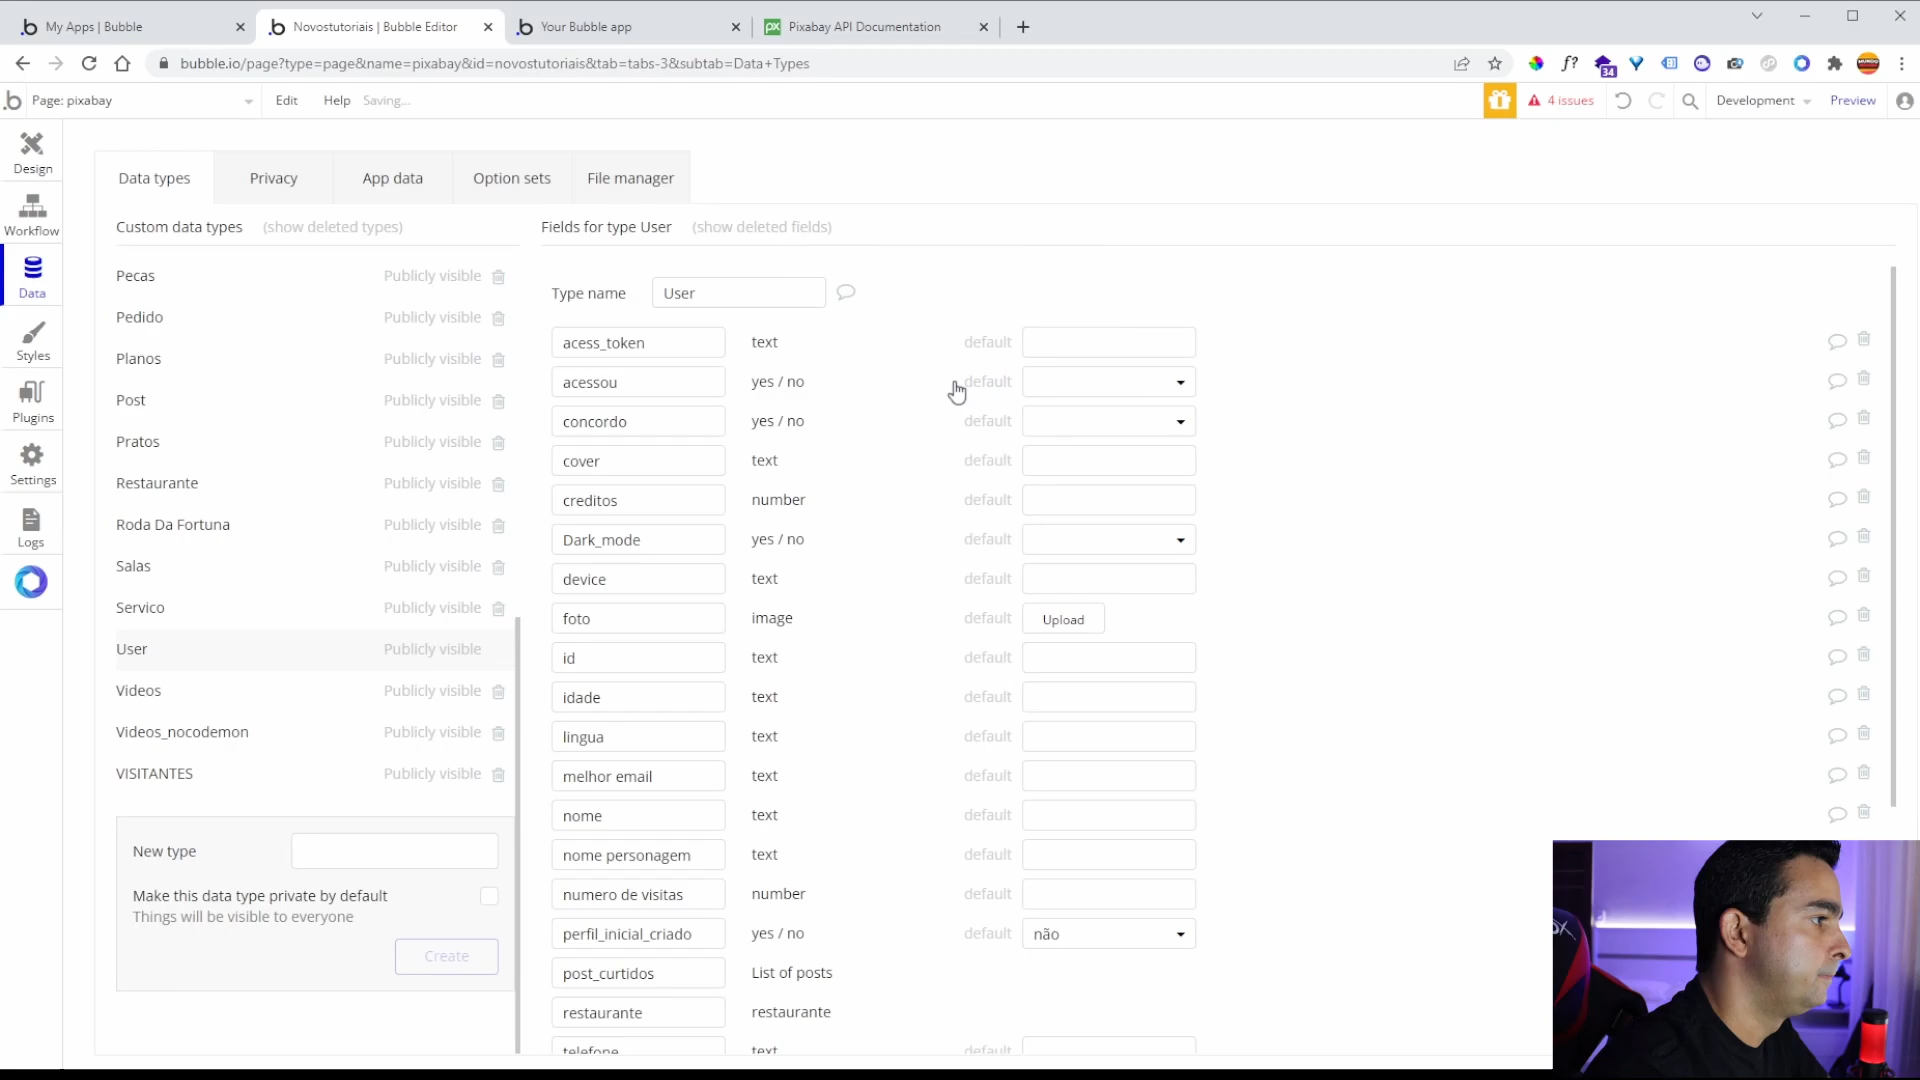 My Apps | Bubble
Novostutoriais | Bubble Editor
Your Bubble app
Pixabay API Documentation
bubble.io/page?type=page&name=pixabay&id=novostutoriais&tab=tabs-3&subtab=Data+Types
f?
34
Page: pixabay
Edit
Help
Saving...
4 issues
Development
Preview
Design
Workflow
Data
Styles
Plugins
Settings
Logs
Data types
Privacy
App data
Option sets
File manager
Custom data types (show deleted types)
Pecas Publicly visible
Pedido Publicly visible
Planos Publicly visible
Post Publicly visible
Pratos Publicly visible
Restaurante Publicly visible
Roda Da Fortuna Publicly visible
Salas Publicly visible
Servico Publicly visible
User Publicly visible
Videos Publicly visible
Videos_nocodemon Publicly visible
VISITANTES Publicly visible
New type
Make this data type private by default
Things will be visible to everyone
Create
Fields for type User (show deleted fields)
Type name User
acess_token text default
acessou yes / no default
concordo yes / no default
cover text default
creditos number default
Dark_mode yes / no default
device text default
foto image default Upload
id text default
idade text default
lingua text default
melhor email text default
nome text default
nome personagem text default
numero de visitas number default
perfil_inicial_criado yes / no default não
post_curtidos List of posts
restaurante restaurante
telefone text default